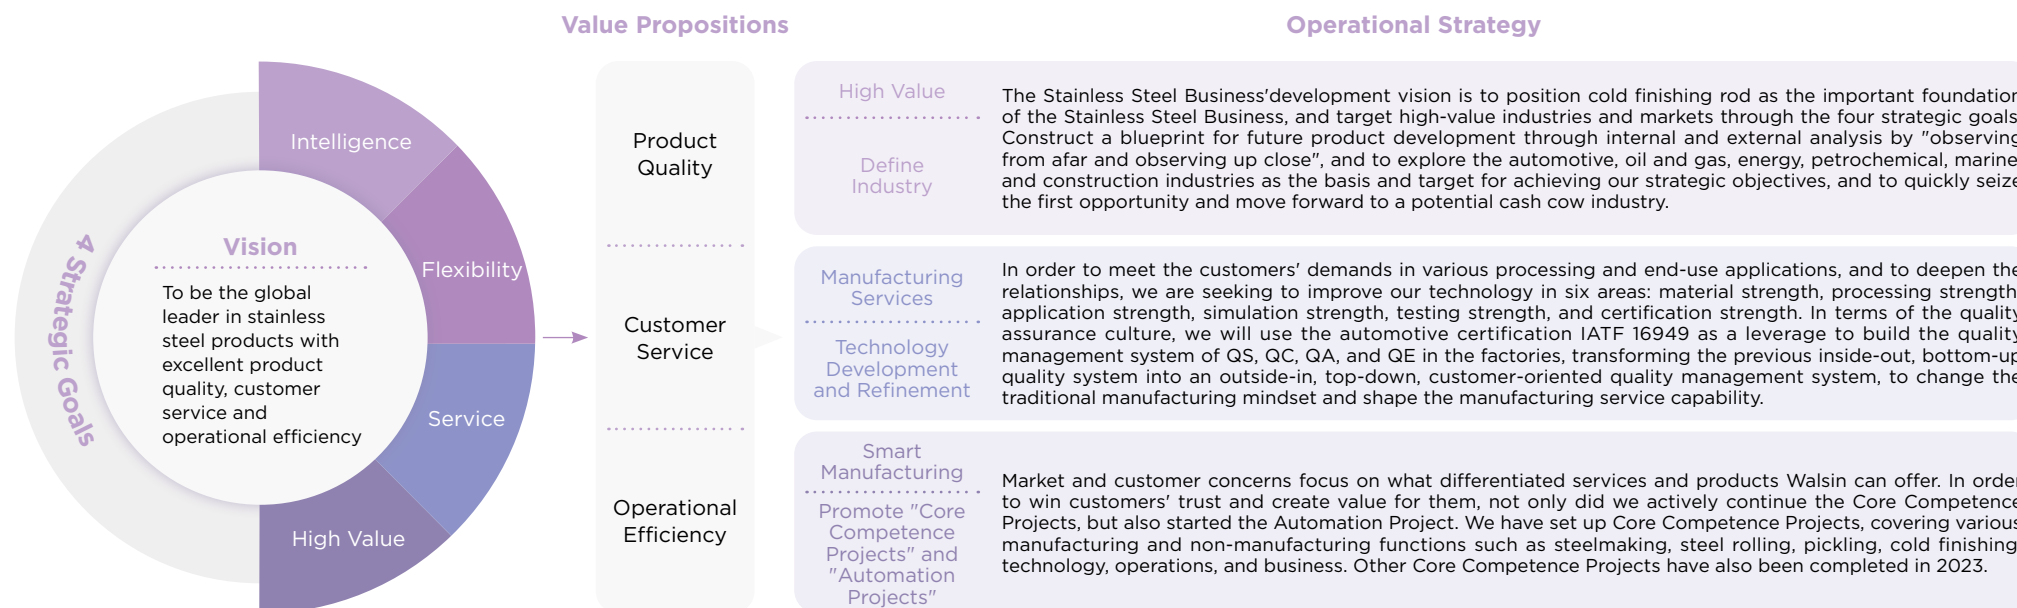 Value Propositions
Operational Strategy
4 Strategic Goals
Vision
To be the global
leader in stainless
steel products with
excellent product
quality, customer
service and
operational efficiency
Intelligence
Flexibility
Service
High Value
Product
Quality
Customer
Service
Operational
Efficiency
High Value
Define
Industry
The Stainless Steel Business'development vision is to position cold finishing rod as the important foundation
of the Stainless Steel Business, and target high-value industries and markets through the four strategic goals
Construct a blueprint for future product development through internal and external analysis by "observing
from afar and observing up close", and to explore the automotive, oil and gas, energy, petrochemical, marine
and construction industries as the basis and target for achieving our strategic objectives, and to quickly seize
the first opportunity and move forward to a potential cash cow industry.
Manufacturing
Services
Technology
Development
and Refinement
In order to meet the customers' demands in various processing and end-use applications, and to deepen the
relationships, we are seeking to improve our technology in six areas: material strength, processing strength
application strength, simulation strength, testing strength, and certification strength. In terms of the quality
assurance culture, we will use the automotive certification IATF 16949 as a leverage to build the quality
management system of QS, QC, QA, and QE in the factories, transforming the previous inside-out, bottom-up
quality system into an outside-in, top-down, customer-oriented quality management system, to change the
traditional manufacturing mindset and shape the manufacturing service capability.
Smart
Manufacturing
Promote "Core
Competence
Projects" and
"Automation
Projects"
Market and customer concerns focus on what differentiated services and products Walsin can offer. In order
to win customers' trust and create value for them, not only did we actively continue the Core Competence
Projects, but also started the Automation Project. We have set up Core Competence Projects, covering various
manufacturing and non-manufacturing functions such as steelmaking, steel rolling, pickling, cold finishing
technology, operations, and business. Other Core Competence Projects have also been completed in 2023.